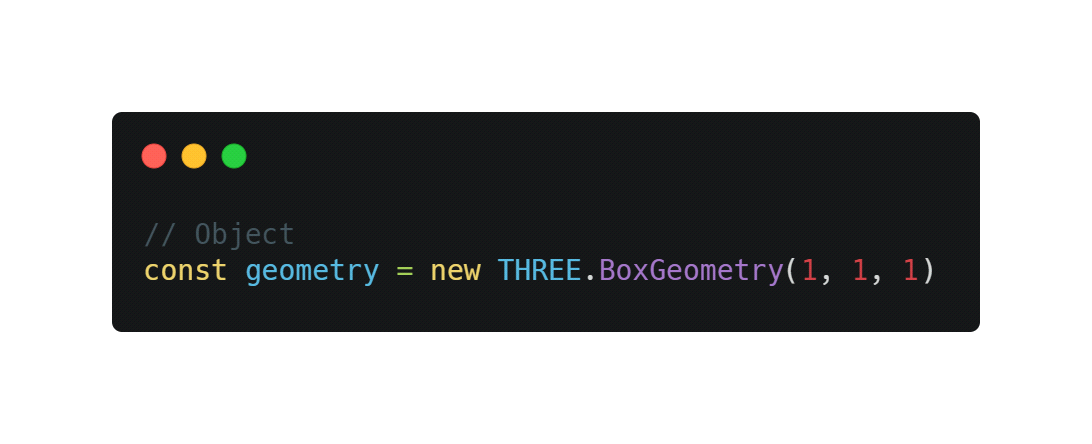 // Object
const geometry = new THREE.BoxGeometry(1, 1, 1)